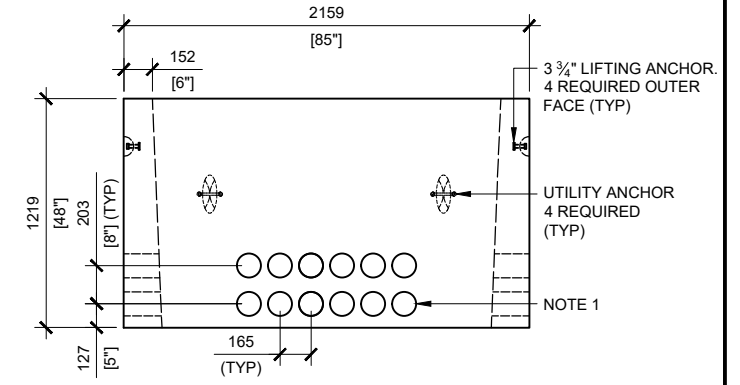 2159
[85"]
152
[6"]
3 ¾" LIFTING ANCHOR.
4 REQUIRED OUTER
FACE (TYP)
1219
[48"]
203
[8"] (TYP)
UTILITY ANCHOR
4 REQUIRED
(TYP)
NOTE 1
127
[5"]
165
(TYP)